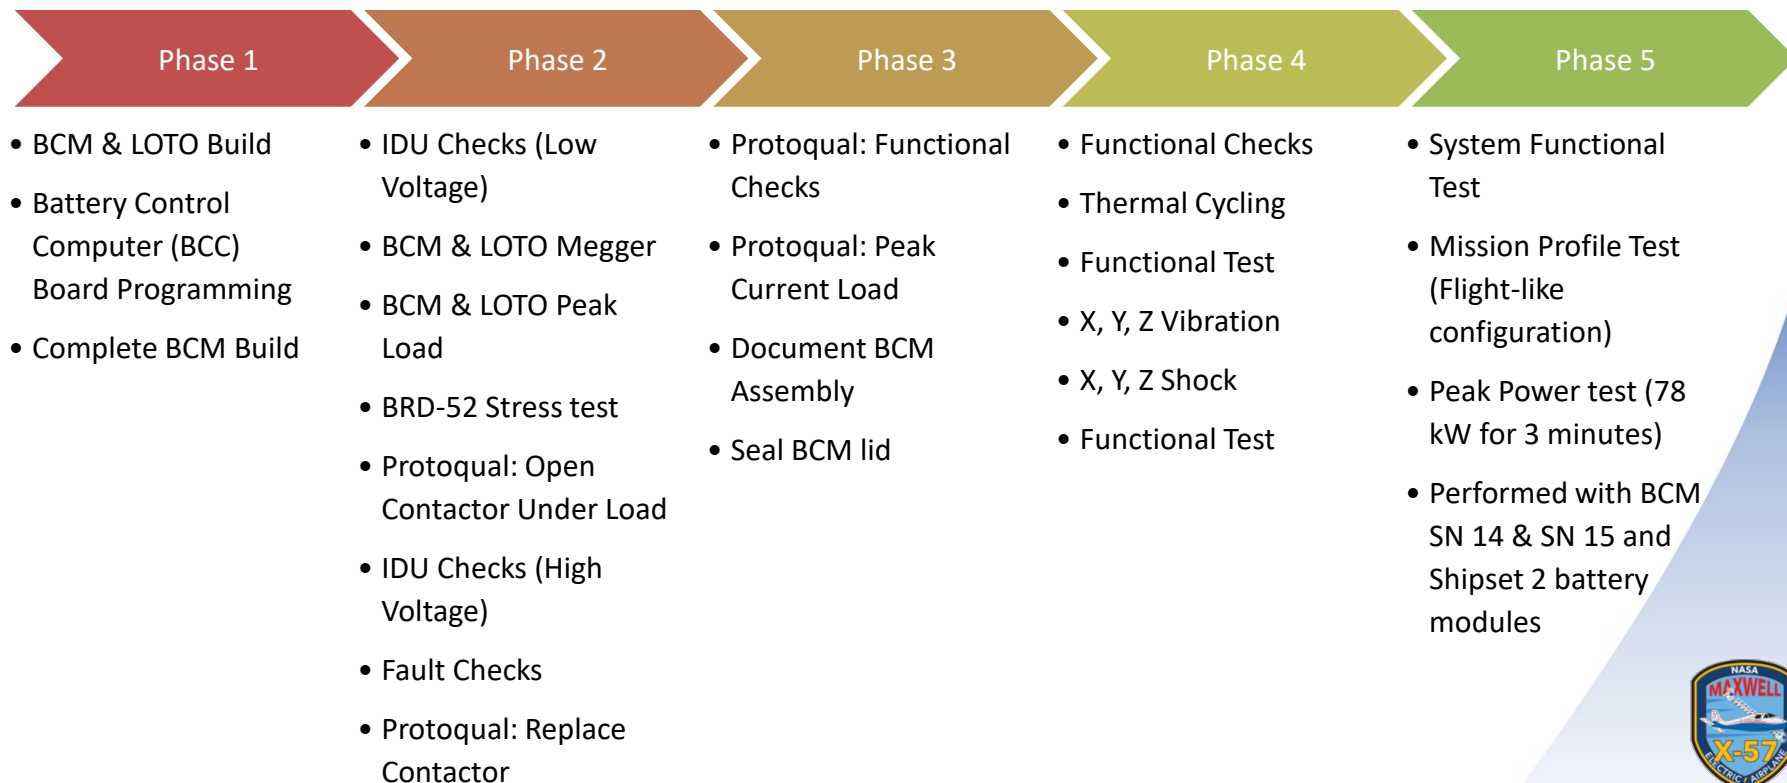 Phase 1
Phase 2
Phase 3
Phase 4
Phase 5
• BCM & LOTO Build
• Battery Control
Computer (BCC)
Board Programming
• Complete BCM Build
• IDU Checks (Low
Voltage)
• BCM & LOTO Megger
• BCM & LOTO Peak
Load
• BRD-52 Stress test
• Protoqual: Open
Contactor Under Load
• IDU Checks (High
Voltage)
• Fault Checks
• Protoqual: Replace
Contactor
• Protoqual: Functional
Checks
• Protoqual: Peak
Current Load
• Document BCM
Assembly
• Seal BCM lid
• Functional Checks
• Thermal Cycling
• Functional Test
• X, Y, Z Vibration
• X, Y, Z Shock
• Functional Test
• System Functional
Test
• Mission Profile Test
(Flight-like
configuration)
• Peak Power test (78
kW for 3 minutes)
• Performed with BCM
SN 14 & SN 15 and
Shipset 2 battery
modules
NASA
MAXWELL
X-57
ELECTRIC AIRPLANE